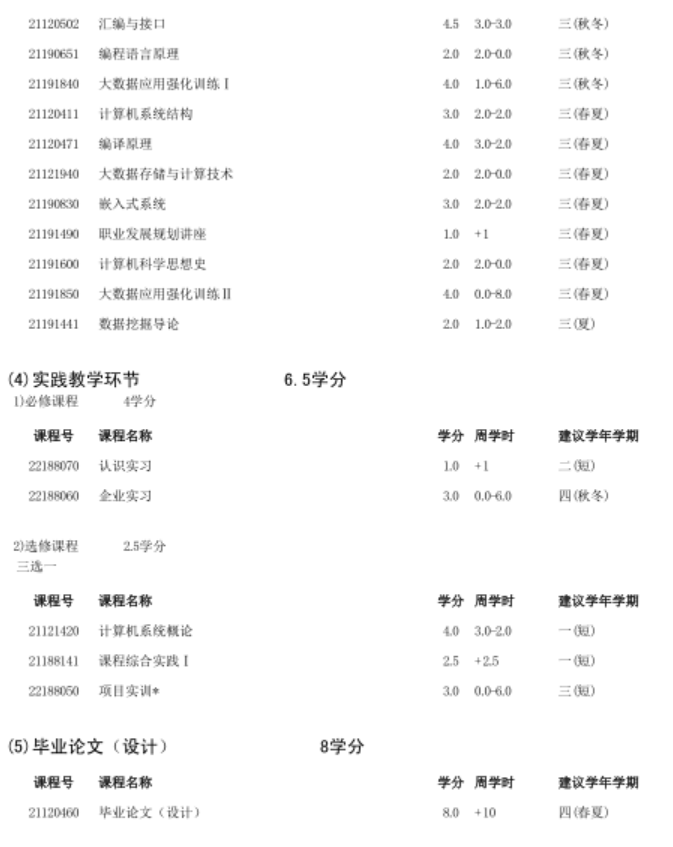 21120502 汇编与接口 4.5 3.0-3.0 三(秋冬)
21190651 编程语言原理 2.0 2.0-0.0 三(秋冬)
21191840 大数据应用强化训练Ⅰ 4.0 1.0-6.0 三(秋冬)
21120411 计算机系统结构 3.0 2.0-2.0 三(春夏)
21120471 编译原理 4.0 3.0-2.0 三(春夏)
21121940 大数据存储与计算技术 2.0 2.0-0.0 三(春夏)
21190830 嵌入式系统 3.0 2.0-2.0 三(春夏)
21191490 职业发展规划讲座 1.0 +1 三(春夏)
21191600 计算机科学思想史 2.0 2.0-0.0 三(春夏)
21191850 大数据应用强化训练Ⅱ 4.0 0.0-8.0 三(春夏)
21191441 数据挖掘导论 2.0 1.0-2.0 三(夏)
(4)实践教学环节 6.5学分
1)必修课程 4学分
课程号 课程名称 学分 周学时 建议学年学期
22188070 认识实习 1.0 +1 二(短)
22188060 企业实习 3.0 0.0-6.0 四(秋冬)
2)选修课程 2.5学分
三选一
课程号 课程名称 学分 周学时 建议学年学期
21121420 计算机系统概论 4.0 3.0-2.0 一(短)
21188141 课程综合实践Ⅰ 2.5 +2.5 一(短)
22188050 项目实训* 3.0 0.0-6.0 三(短)
(5)毕业论文（设计） 8学分
课程号 课程名称 学分 周学时 建议学年学期
21120460 毕业论文（设计） 8.0 +10 四(春夏)